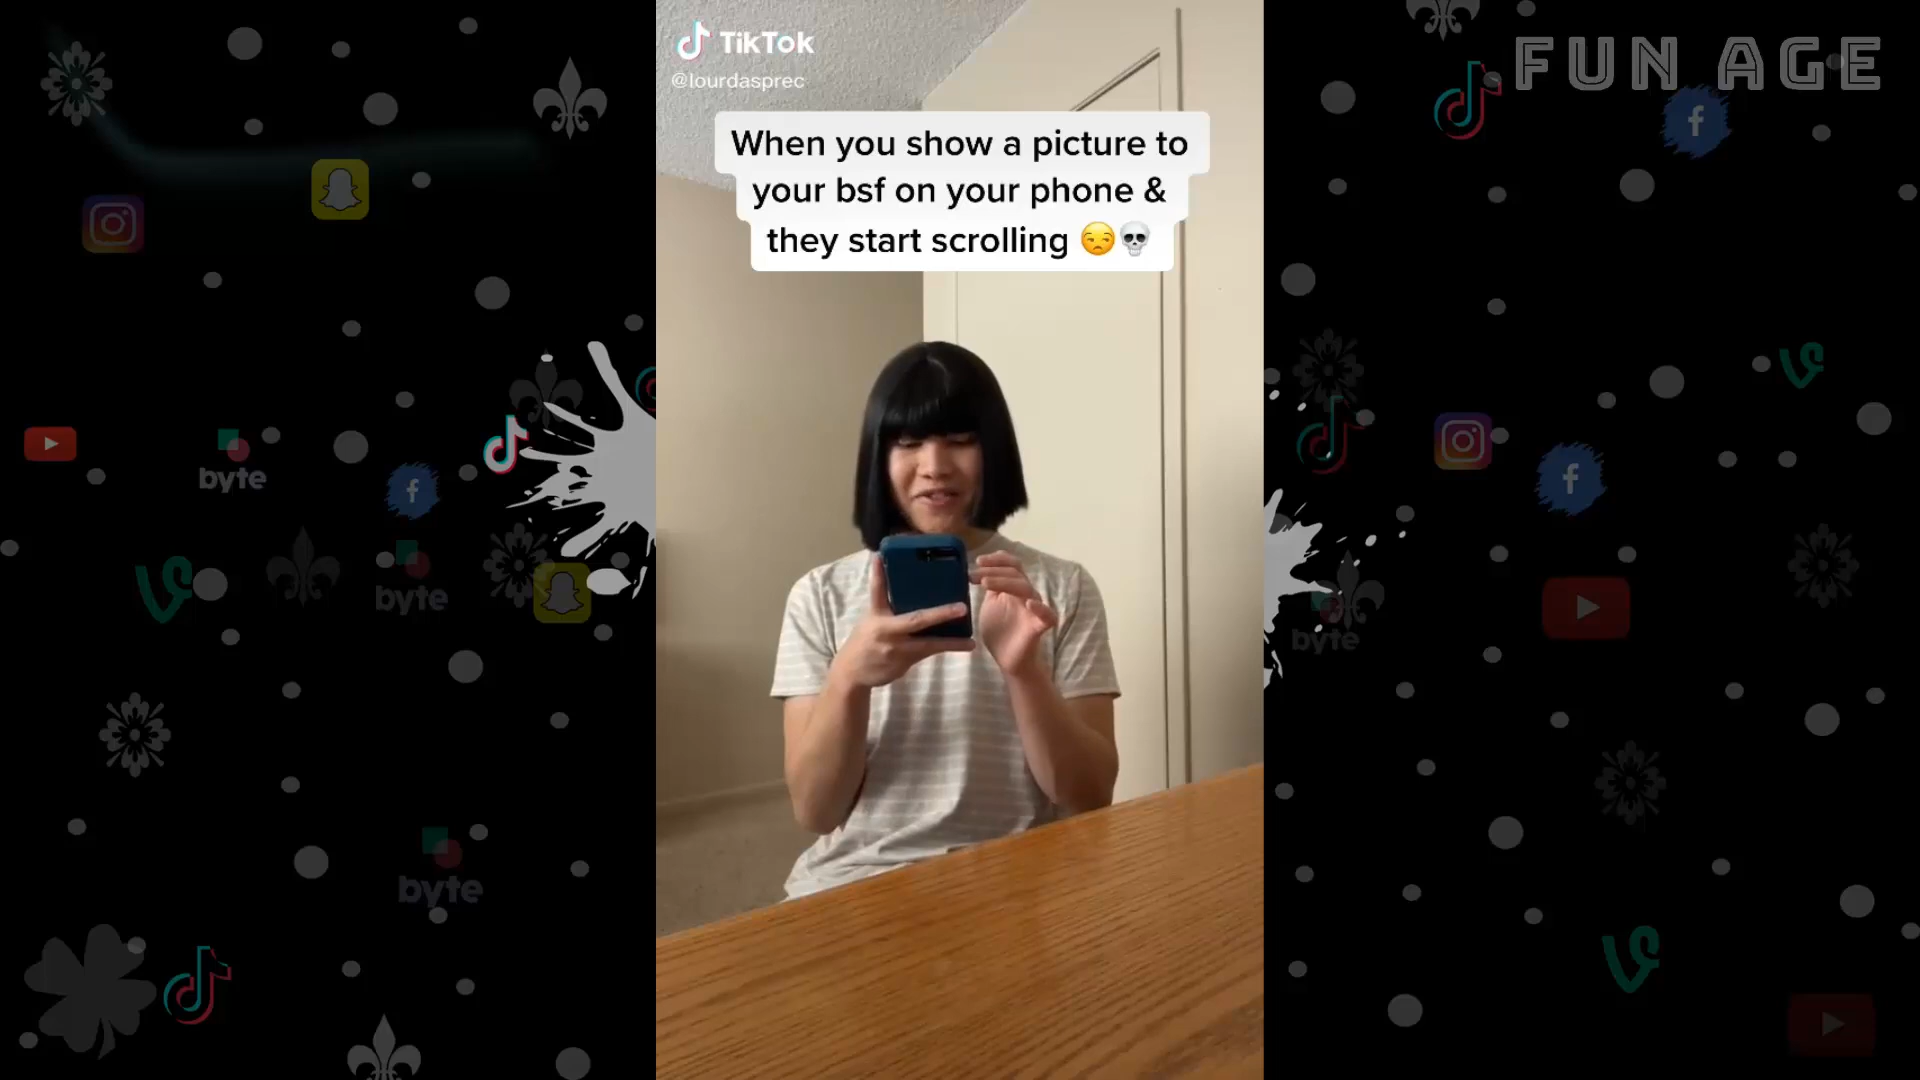 TikTok
@lourdasprec
FUN AGE
When you show a picture to
your bsf on your phone &
they start scrolling 😒💀
byte
byte
byte
byte